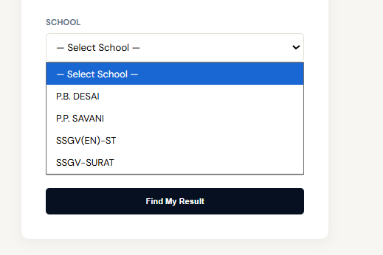 SCHOOL
— Select School —
— Select School —
P.B. DESAI
P.P. SAVANI
SSGV(EN)-ST
SSGV-SURAT
Find My Result